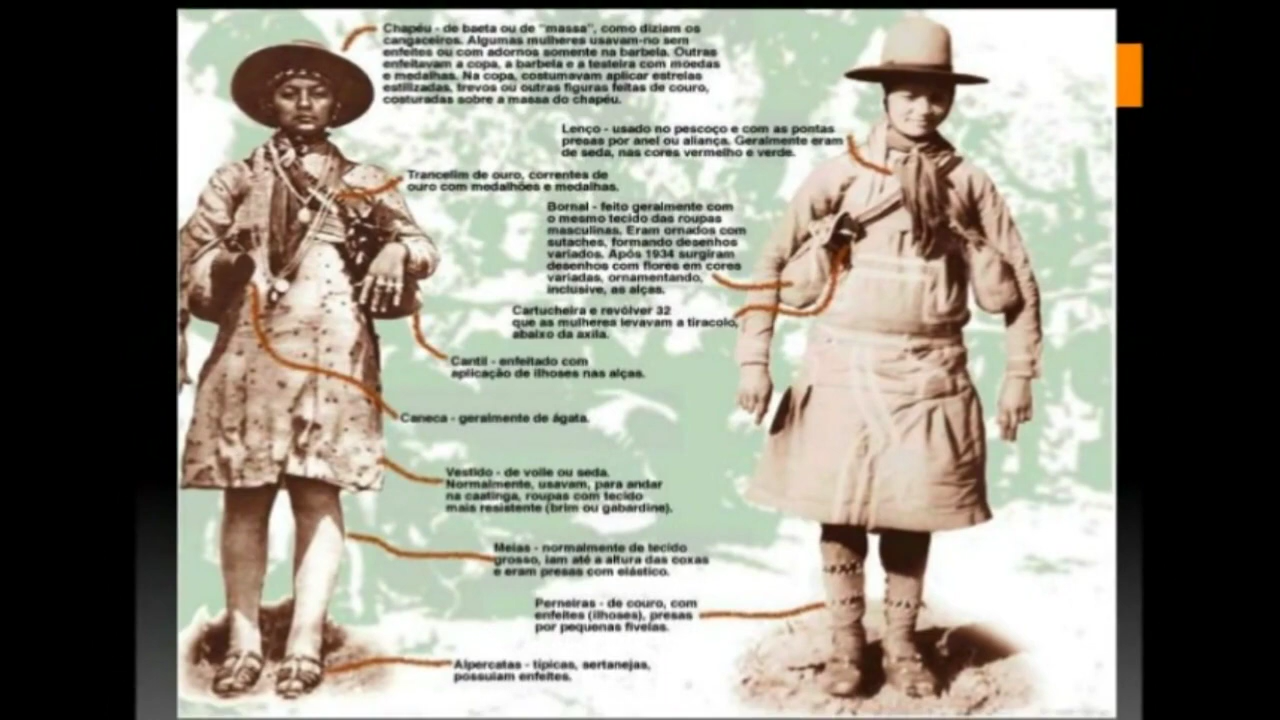 Chapéu - de baeta ou de "massa", como diziam os
cangaceiros. Algumas mulheres usavam-no sem
enfeites ou com adornos somente na barbela. Outras
enfeitavam a copa, a barbela e a testeira com moedas
e medalhas. Na copa, costumavam aplicar estrelas
estilizadas, trevos ou outras figuras feitas de couro,
costuradas sobre a massa do chapéu.
Lenço - usado no pescoço e com as pontas
presas por anel ou aliança. Geralmente eram
de seda, nas cores vermelho e verde.
Trancelim de ouro, correntes de
ouro com medalhões e medalhas.
Bornal - feito geralmente com
o mesmo tecido das roupas
masculinas. Eram ornados com
sutaches, formando desenhos
variados. Após 1934 surgiram
desenhos com flores em cores
variadas, ornamentando,
inclusive, as alças.
Cartucheira e revólver 32
que as mulheres levavam a tiracolo,
abaixo da axila.
Cantil - enfeitado com
aplicação de ilhoses nas alças.
Caneca - geralmente de ágata.
Vestido - de voile ou seda.
Normalmente, usavam, para andar
na caatinga, roupas com tecido
mais resistente (brim ou gabardine).
Meias - normalmente de tecido
grosso, iam até a altura das coxas
e eram presas com elástico.
Perneiras - de couro, com
enfeites (ilhoses), presas
por pequenas fivelas.
Alpercatas - típicas, sertanejas,
possuiam enfeites.